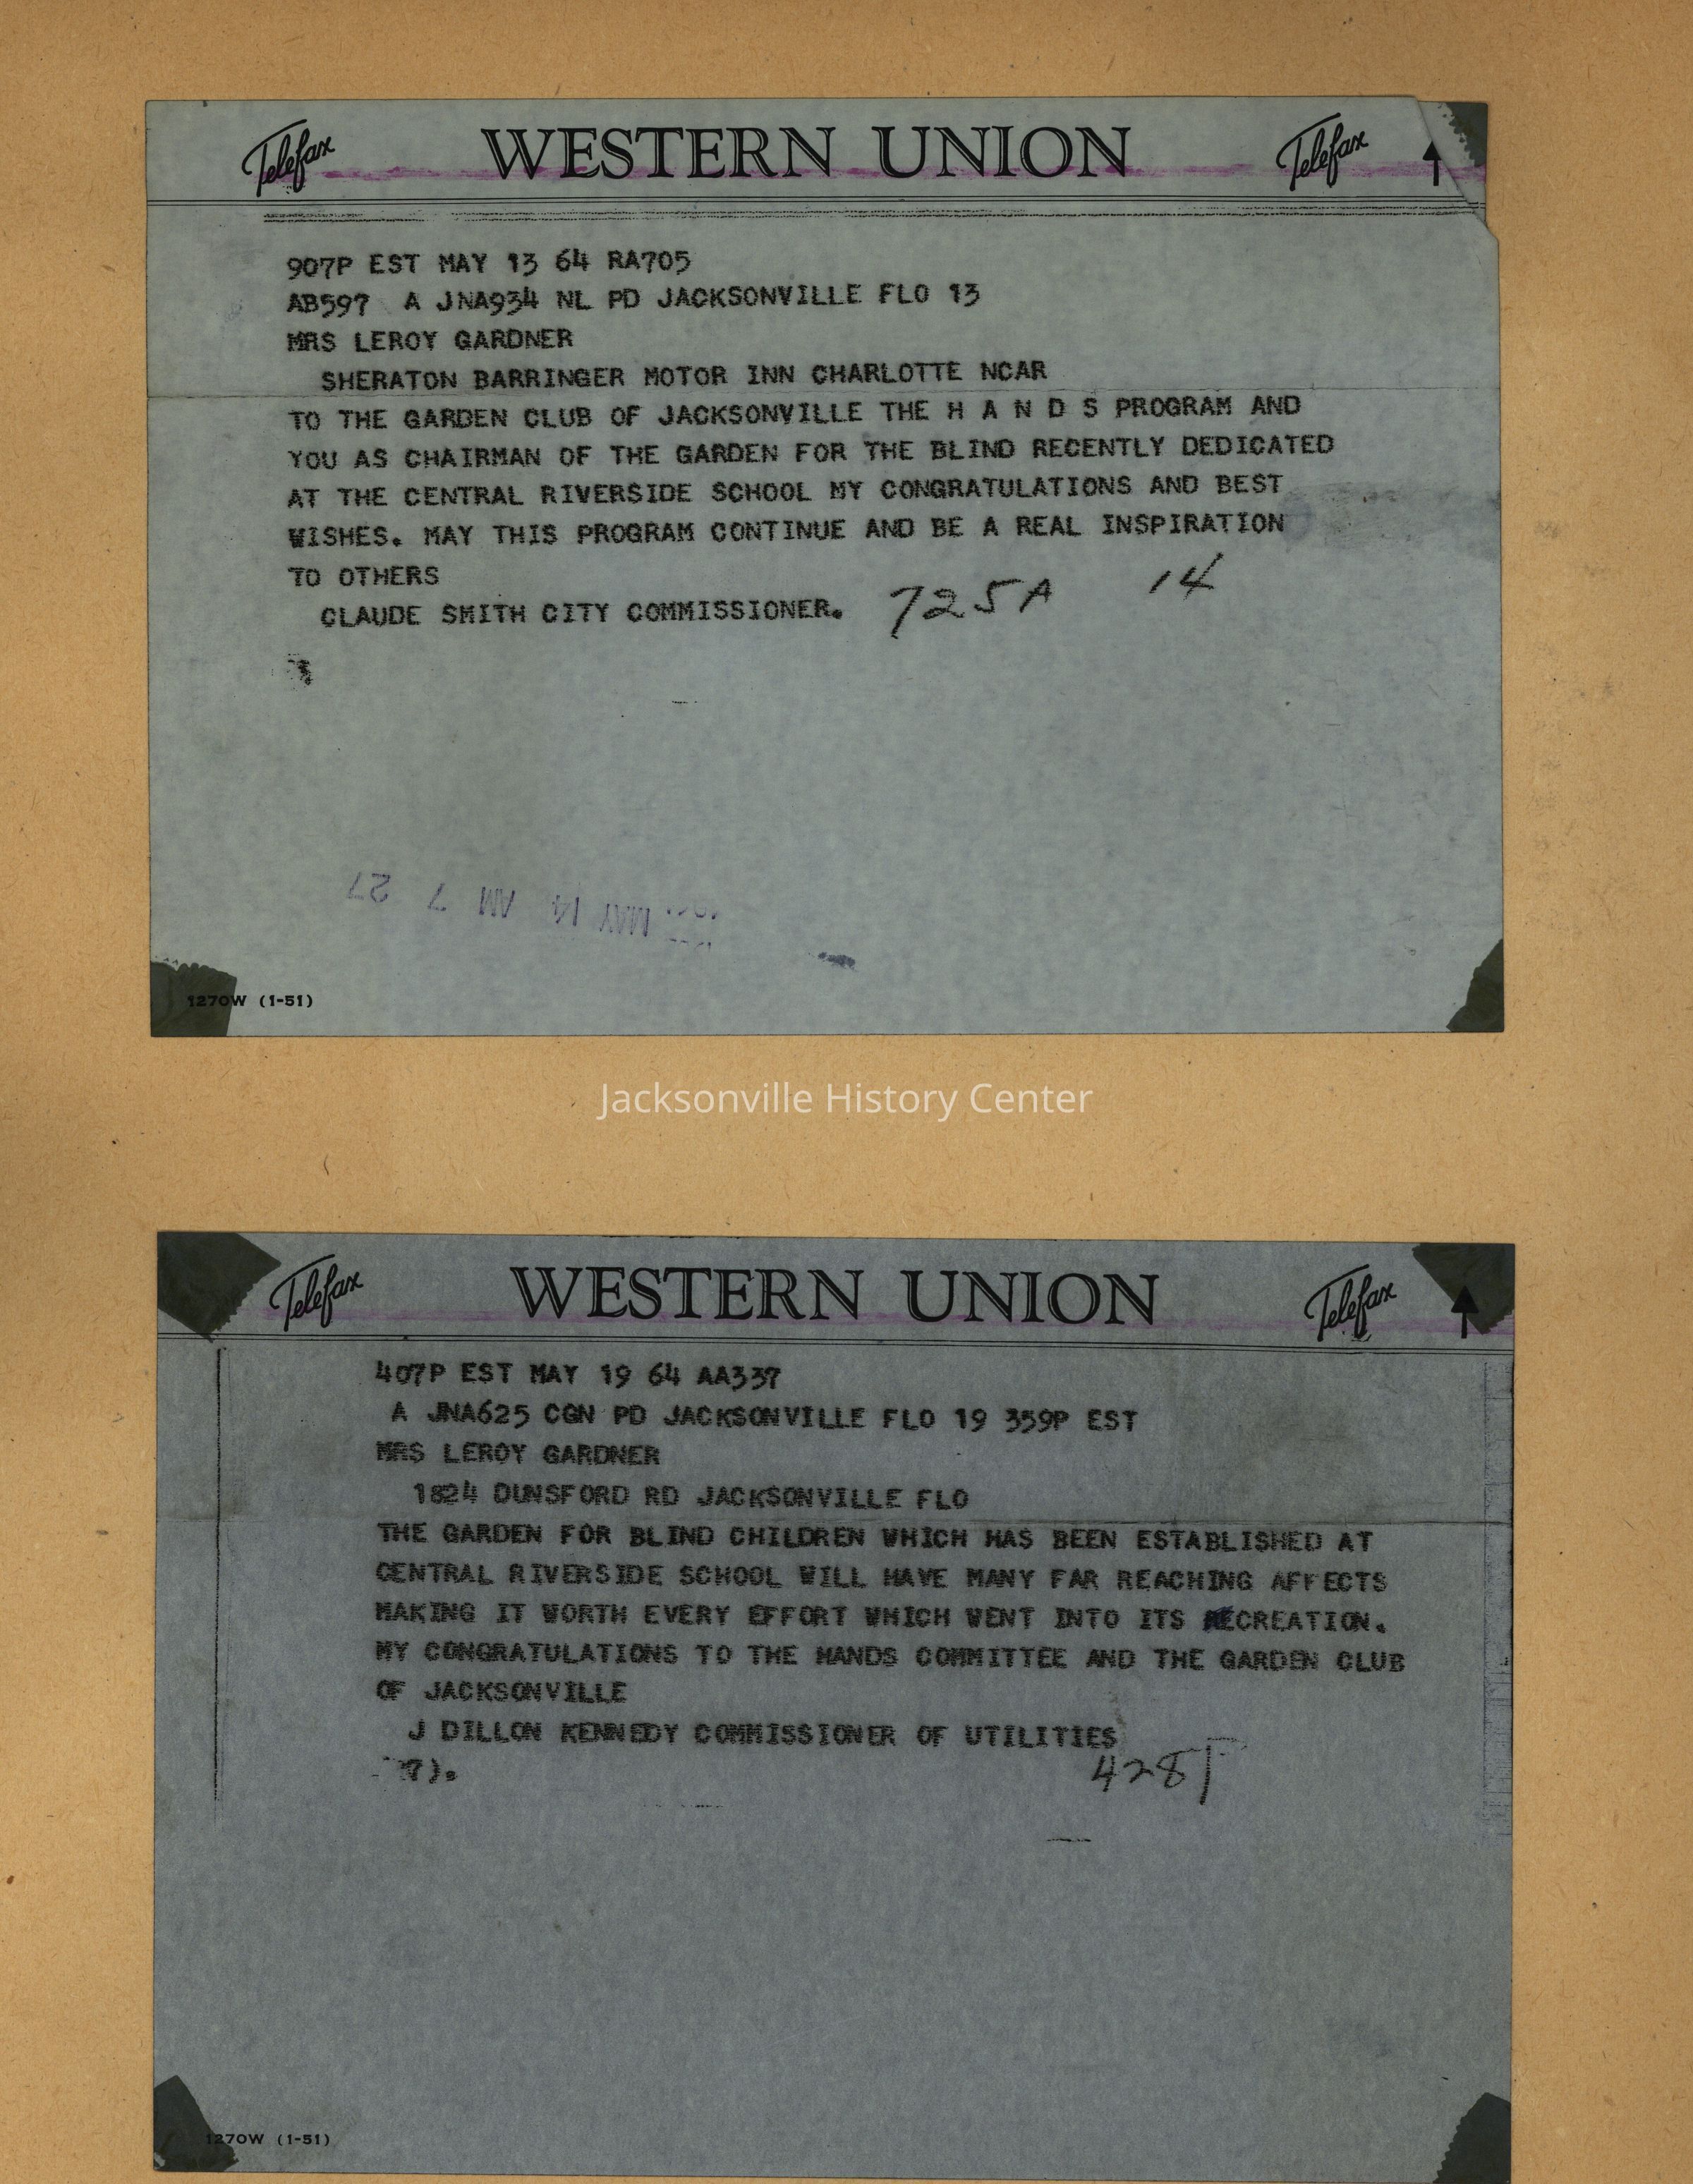 Telefax WESTERN UNION Telefax
907P EST MAY 13 64 RA705
AB597 A JNA934 NL PD JACKSONVILLE FLO 13
MRS LEROY GARDNER
SHERATON BARRINGER MOTOR INN CHARLOTTE NCAR
TO THE GARDEN CLUB OF JACKSONVILLE THE H A N D S PROGRAM AND
YOU AS CHAIRMAN OF THE GARDEN FOR THE BLIND RECENTLY DEDICATED
AT THE CENTRAL RIVERSIDE SCHOOL MY CONGRATULATIONS AND BEST
WISHES. MAY THIS PROGRAM CONTINUE AND BE A REAL INSPIRATION
TO OTHERS
CLAUDE SMITH CITY COMMISSIONER. 725A 14
MAY 14 AM 7 27
1270W (1-51)
Jacksonville History Center
Telefax WESTERN UNION Telefax
407P EST MAY 19 64 AA337
A JNA625 CGN PD JACKSONVILLE FLO 19 359P EST
MRS LEROY GARDNER
1824 DUNSFORD RD JACKSONVILLE FLO
THE GARDEN FOR BLIND CHILDREN WHICH HAS BEEN ESTABLISHED AT
CENTRAL RIVERSIDE SCHOOL WILL HAVE MANY FAR REACHING AFFECTS
MAKING IT WORTH EVERY EFFORT WHICH WENT INTO ITS RECREATION.
MY CONGRATULATIONS TO THE HANDS COMMITTEE AND THE GARDEN CLUB
OF JACKSONVILLE
J DILLON KENNEDY COMMISSIONER OF UTILITIES
428P
1270W (1-51)